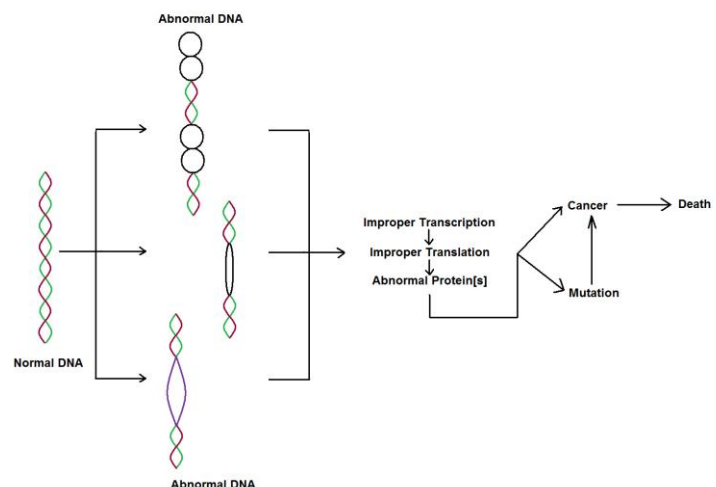 Abnormal DNA
Normal DNA
Abnormal DNA
Improper Transcription
Improper Translation
Abnormal Protein[s]
Cancer
Death
Mutation